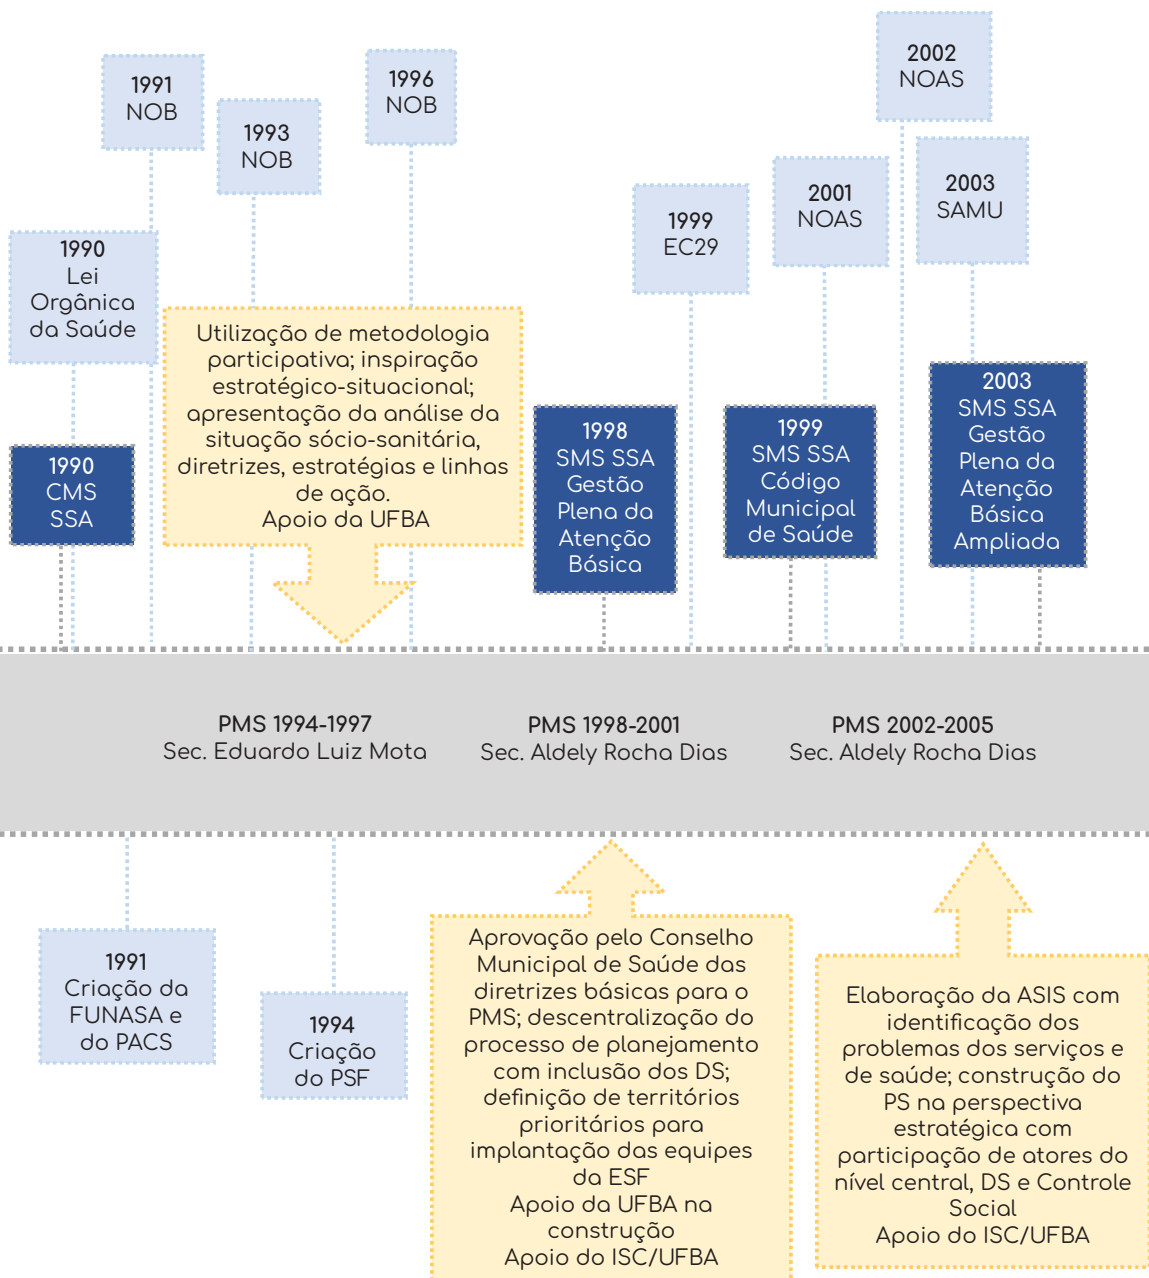 1991
NOB
1996
NOB
2002
NOAS
1993
NOB
2003
SAMU
2001
NOAS
1999
EC29
1990
Lei
Orgânica
da Saúde
Utilização de metodologia
participativa; inspiração
estratégico-situacional;
apresentação da análise da
situação sócio-sanitária,
diretrizes, estratégias e linhas
de ação.
Apoio da UFBA
1990
CMS
SSA
1998
SMS SSA
Gestão
Plena da
Atenção
Básica
1999
SMS SSA
Código
Municipal
de Saúde
2003
SMS SSA
Gestão
Plena da
Atenção
Básica
Ampliada
PMS 1994-1997
Sec. Eduardo Luiz Mota
PMS 1998-2001
Sec. Aldely Rocha Dias
PMS 2002-2005
Sec. Aldely Rocha Dias
1991
Criação da
FUNASA e
do PACS
1994
Criação
do PSF
Aprovação pelo Conselho
Municipal de Saúde das
diretrizes básicas para o
PMS; descentralização do
processo de planejamento
com inclusão dos DS;
definição de territórios
prioritários para
implantação das equipes
da ESF
Apoio da UFBA na
construção
Apoio do ISC/UFBA
Elaboração da ASIS com
identificação dos
problemas dos serviços e
de saúde; construção do
PS na perspectiva
estratégica com
participação de atores do
nível central, DS e Controle
Social
Apoio do ISC/UFBA